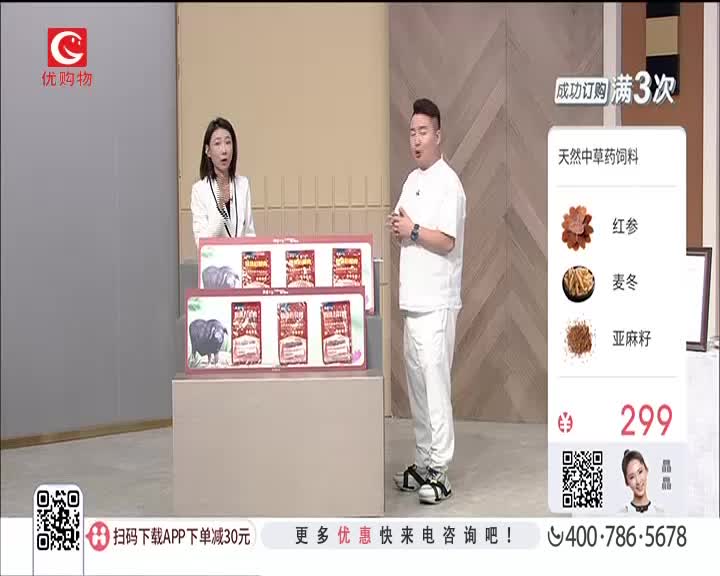 优购物
成功订购满3次
天然中草药饲料
红参
麦冬
亚麻籽
¥ 299
晶晶
扫码下载APP下单减30元
更多优惠快来电咨询吧！
400-786-5678